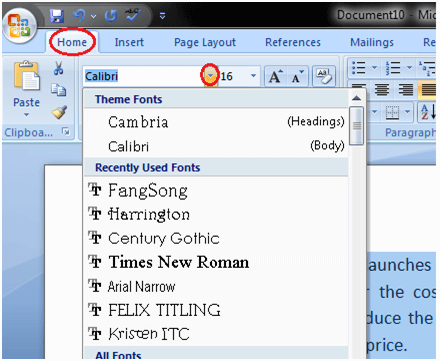 Document10 - Mic
Home Insert Page Layout References Mailings Re
Calibri 16
Paste
Clipboa...
Paragraph
Theme Fonts
Cambria (Headings)
Calibri (Body)
Recently Used Fonts
FangSong
Harrington
Century Gothic
Times New Roman
Arial Narrow
FELIX TITLING
Kristen ITC
All Fonts
aunches
r the cos
duce the
price.